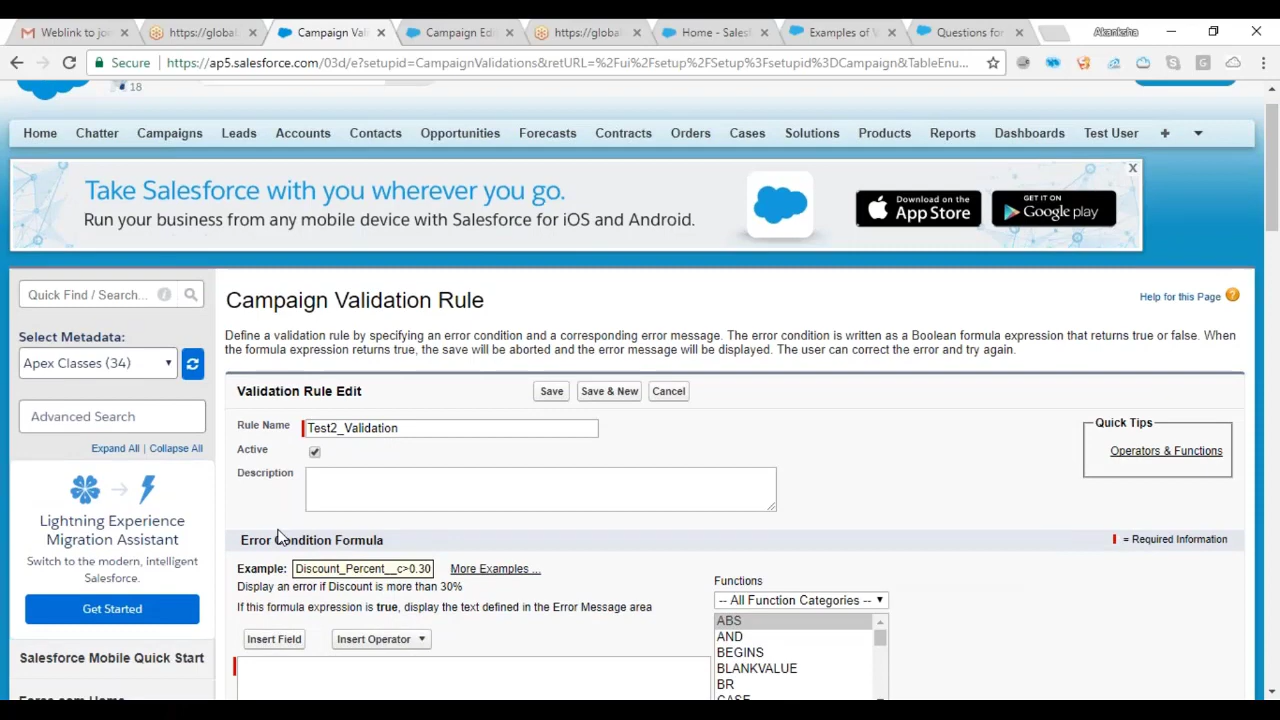 Weblink to jo
https://global
Campaign Val
Campaign Edi
https://global
Home - Salesf
Examples of V
Questions for
Akanksha
Secure
https://ap5.salesforce.com/03d/e?setupid=CampaignValidations&retURL=%2Fui%2Fsetup%2FSetup%3Fsetupid%3DCampaign&TableEnu...
18
Home Chatter Campaigns Leads Accounts Contacts Opportunities Forecasts Contracts Orders Cases Solutions Products Reports Dashboards Test User +
Take Salesforce with you wherever you go.
Run your business from any mobile device with Salesforce for iOS and Android.
Download on the
App Store
GET IT ON
Google play
X
Quick Find / Search...
Select Metadata:
Apex Classes (34)
Advanced Search
Expand All | Collapse All
Lightning Experience
Migration Assistant
Switch to the modern, intelligent
Salesforce.
Get Started
Salesforce Mobile Quick Start
Force.com Home
Campaign Validation Rule
Help for this Page ?
Define a validation rule by specifying an error condition and a corresponding error message. The error condition is written as a Boolean formula expression that returns true or false. When
the formula expression returns true, the save will be aborted and the error message will be displayed. The user can correct the error and try again.
Validation Rule Edit
Save
Save & New
Cancel
Rule Name
Test2_Validation
Active
Description
Quick Tips
Operators & Functions
Error Condition Formula
= Required Information
Example:
Discount_Percent__c>0.30
More Examples ...
Display an error if Discount is more than 30%
If this formula expression is true, display the text defined in the Error Message area
Insert Field
Insert Operator
Functions
-- All Function Categories --
ABS
AND
BEGINS
BLANKVALUE
BR
CASE